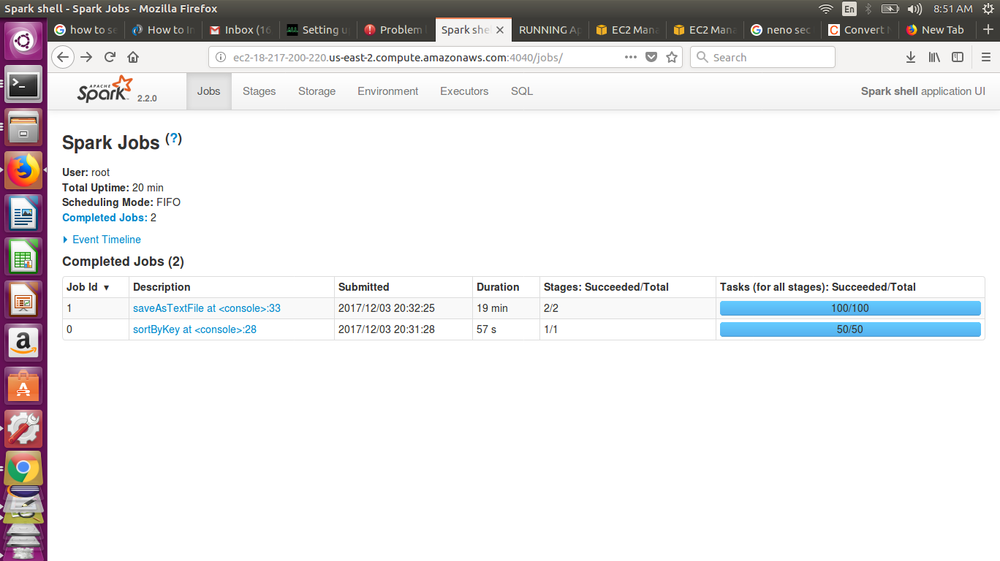 Spark shell - Spark Jobs - Mozilla Firefox
En
8:51 AM
how to se
How to In
Inbox (16
Setting u
Problem
Spark she
RUNNING Ap
EC2 Mana
EC2 Mana
neno sec
Convert
New Tab
ec2-18-217-200-220.us-east-2.compute.amazonaws.com:4040/jobs/
Search
APACHE
Spark 2.2.0
Jobs
Stages
Storage
Environment
Executors
SQL
Spark shell application UI
Spark Jobs (?)
User: root
Total Uptime: 20 min
Scheduling Mode: FIFO
Completed Jobs: 2
Event Timeline
Completed Jobs (2)
Job Id ▾ Description Submitted Duration Stages: Succeeded/Total Tasks (for all stages): Succeeded/Total
1 saveAsTextFile at <console>:33 2017/12/03 20:32:25 19 min 2/2 100/100
0 sortByKey at <console>:28 2017/12/03 20:31:28 57 s 1/1 50/50